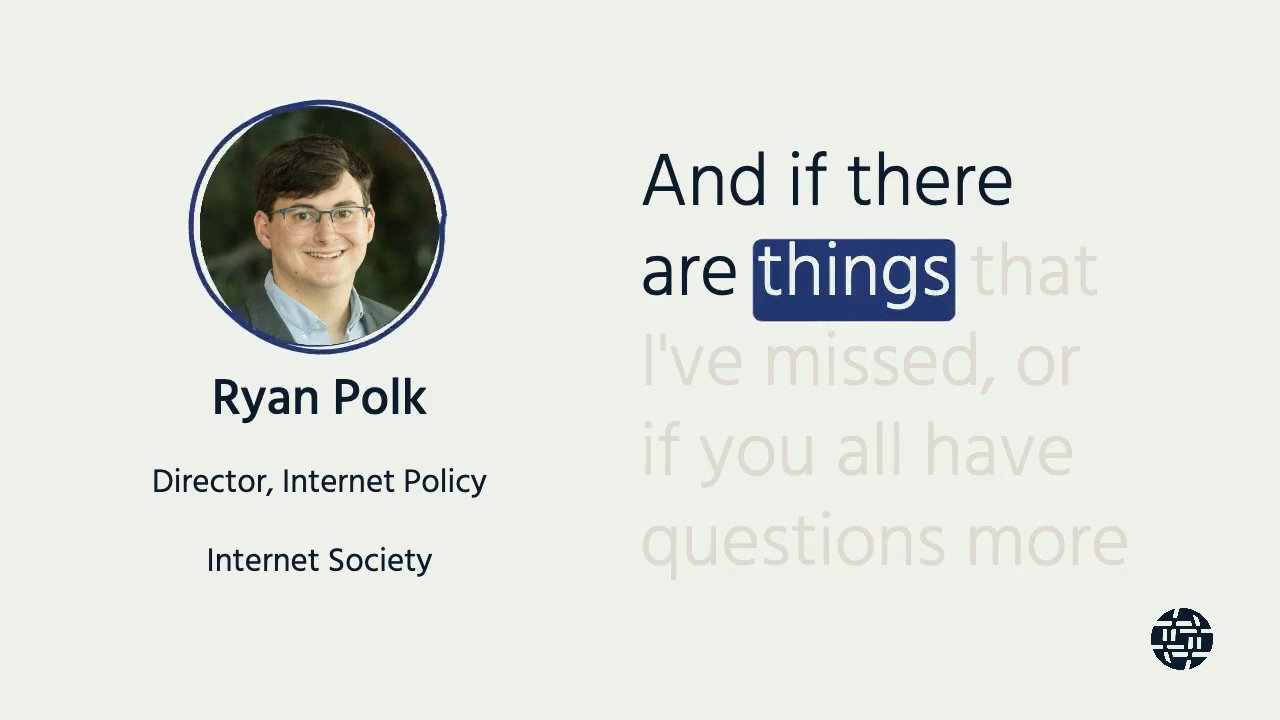 Ryan Polk
Director, Internet Policy
Internet Society
And if there
are things that
I've missed, or
if you all have
questions more